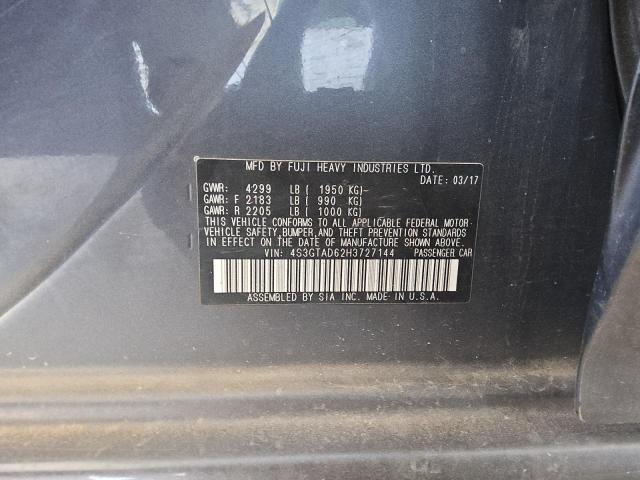 MFD BY FUJI HEAVY INDUSTRIES LTD.
DATE: 03/17
GVWR: 4299 LB ( 1950 KG)
GAWR: F 2183 LB ( 990 KG)
GAWR: R 2205 LB ( 1000 KG)
THIS VEHICLE CONFORMS TO ALL APPLICABLE FEDERAL MOTOR
VEHICLE SAFETY, BUMPER, AND THEFT PREVENTION STANDARDS
IN EFFECT ON THE DATE OF MANUFACTURE SHOWN ABOVE.
VIN: 4S3GTAD62H3727144 PASSENGER CAR
ASSEMBLED BY SIA INC. MADE IN U.S.A.